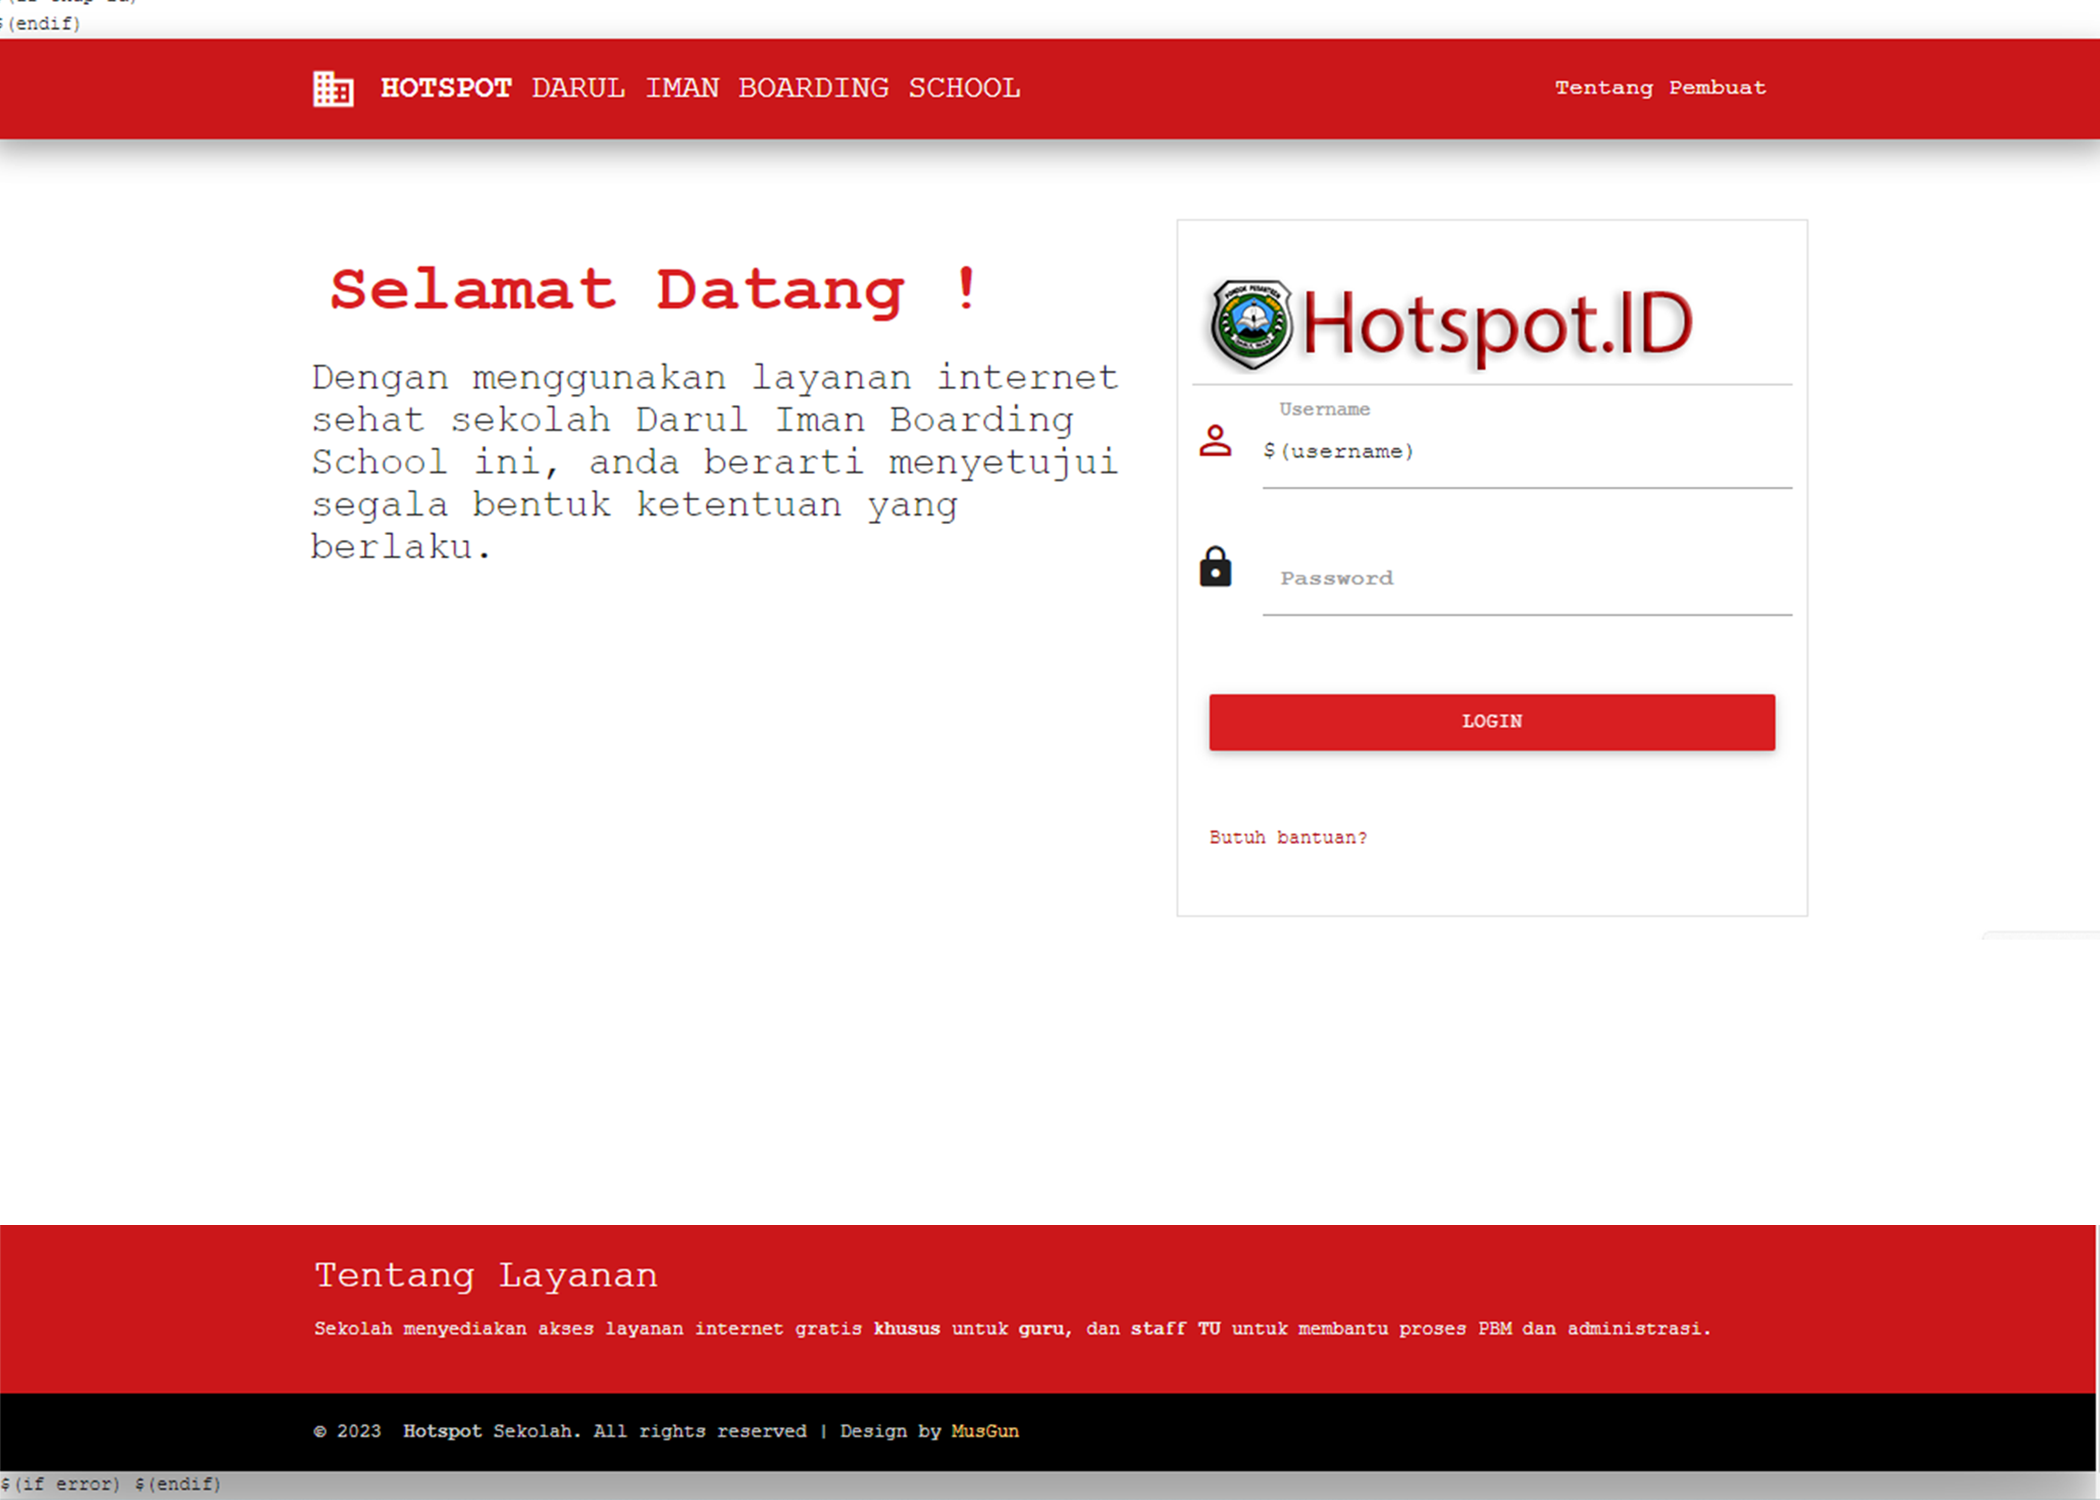 $(endif)
HOTSPOT DARUL IMAN BOARDING SCHOOL
Tentang Pembuat
Selamat Datang !
Dengan menggunakan layanan internet
sehat sekolah Darul Iman Boarding
School ini, anda berarti menyetujui
segala bentuk ketentuan yang
berlaku.
Hotspot.ID
Username
$(username)
Password
LOGIN
Butuh bantuan?
Tentang Layanan
Sekolah menyediakan akses layanan internet gratis khusus untuk guru, dan staff TU untuk membantu proses PBM dan administrasi.
© 2023 Hotspot Sekolah. All rights reserved | Design by MusGun
$(if error) $(endif)